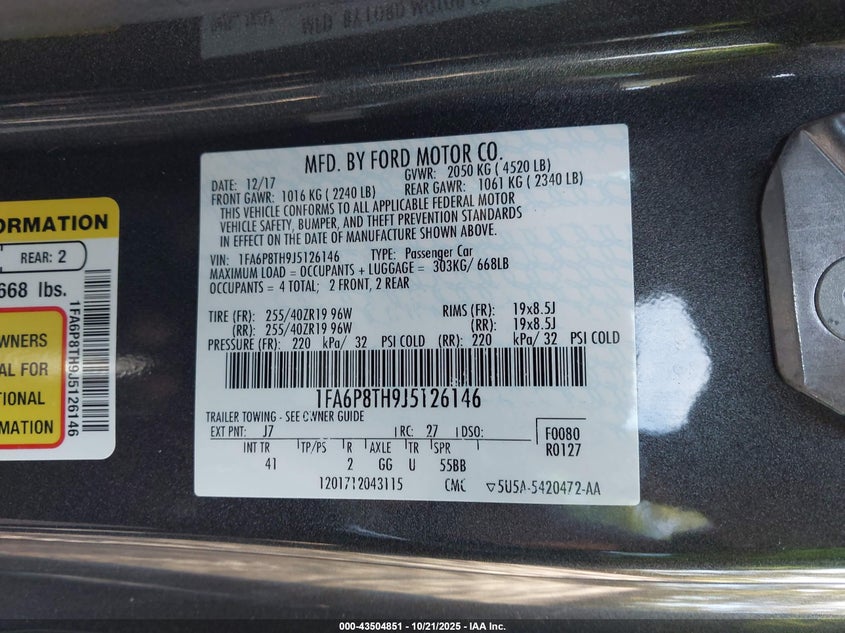 MFD. BY FORD MOTOR CO.
DATE: 12/17 GVWR: 2050 KG ( 4520 LB)
FRONT GAWR: 1016 KG ( 2240 LB) REAR GAWR: 1061 KG ( 2340 LB)
THIS VEHICLE CONFORMS TO ALL APPLICABLE FEDERAL MOTOR
VEHICLE SAFETY, BUMPER, AND THEFT PREVENTION STANDARDS
IN EFFECT ON THE DATE OF MANUFACTURE SHOWN ABOVE.
VIN: 1FA6P8TH9J5126146 TYPE: Passenger Car
MAXIMUM LOAD = OCCUPANTS + LUGGAGE = 303KG/ 668LB
OCCUPANTS = 4 TOTAL; 2 FRONT, 2 REAR
TIRE (FR): 255/40ZR19 96W RIMS (FR): 19x8.5J
(RR): 255/40ZR19 96W (RR): 19x8.5J
PRESSURE (FR): 220 kPa/ 32 PSI COLD (RR): 220 kPa/ 32 PSI COLD
1FA6P8TH9J5126146
TRAILER TOWING - SEE OWNER GUIDE
EXT PNT: J7 RC: 27 DSO: F0080
INT TR TP/PS R AXLE TR SPR R0127
41 2 GG U 55BB
1201712043115 CMC ▽5U5A-5420472-AA
ORMATION
REAR: 2
668 lbs.
WNERS
AL FOR
TIONAL
MATION
1FA6P8TH9J5126146
000-43504851 - 10/21/2025 - IAA Inc.